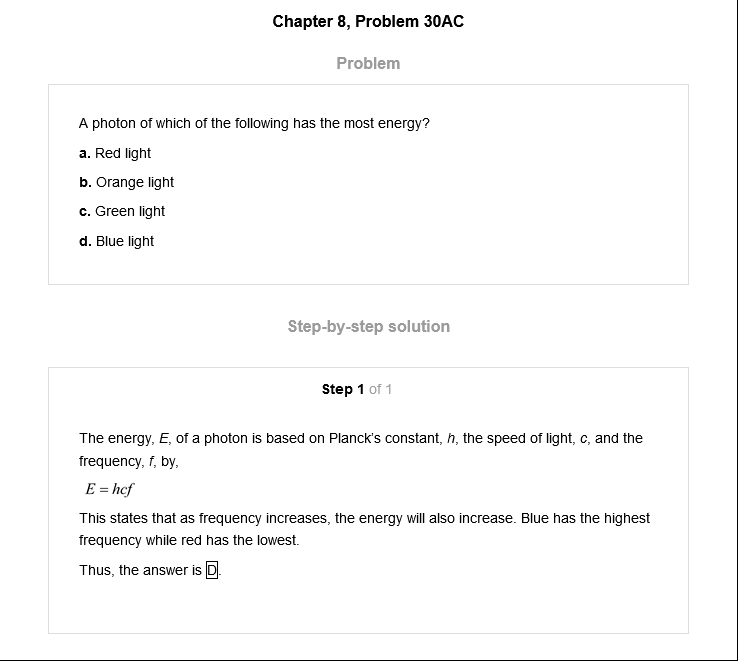 Chapter 8, Problem 30AC
Problem
A photon of which of the following has the most energy?
a. Red light
b. Orange light
c. Green light
d. Blue light
Step-by-step solution
Step 1 of 1
The energy, E, of a photon is based on Planck's constant, h, the speed of light, c, and the
frequency, f, by,
E = hcf
This states that as frequency increases, the energy will also increase. Blue has the highest
frequency while red has the lowest.
Thus, the answer is D.